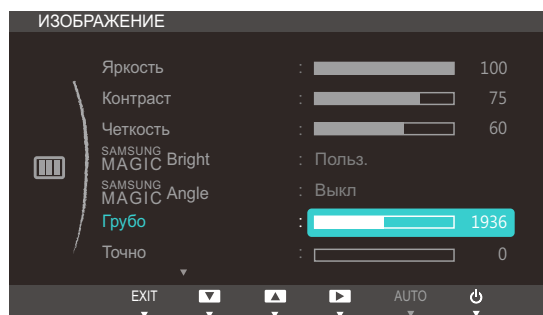 ИЗОБРАЖЕНИЕ
Яркость : 100
Контраст : 75
Четкость : 60
SAMSUNG MAGIC Bright : Польз.
SAMSUNG MAGIC Angle : Выкл
Грубо : 1936
Точно : 0
EXIT AUTO